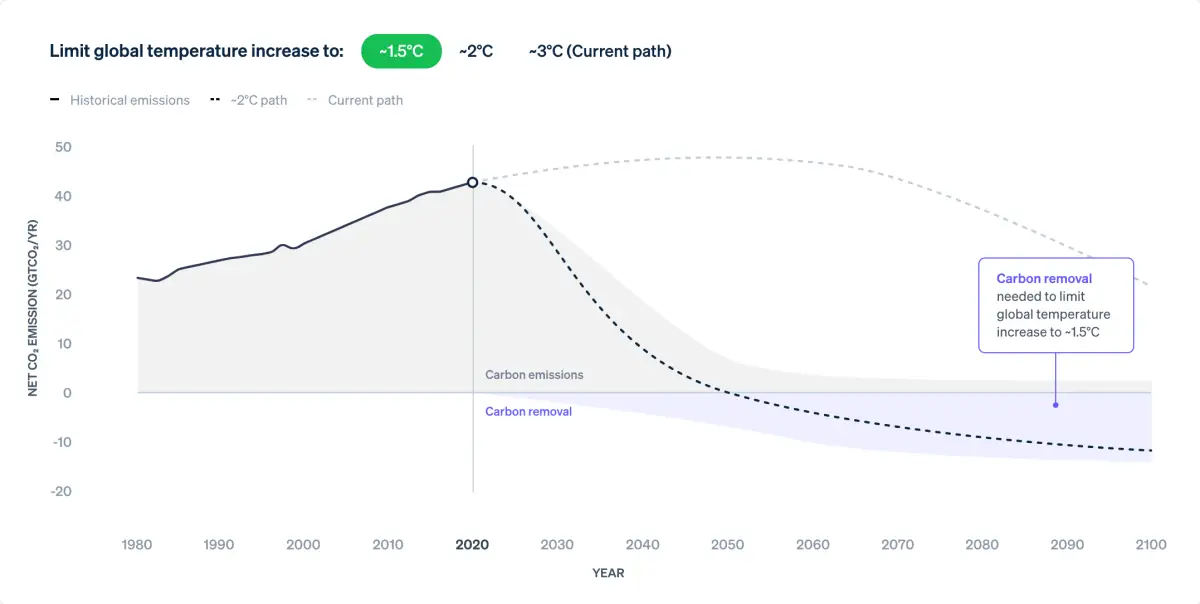 Limit global temperature increase to: ~1.5°C ~2°C ~3°C (Current path)
Historical emissions ~2°C path Current path
NET CO₂ EMISSION (GTCO₂/YR)
50
40
30
20
10
0
-10
-20
Carbon removal
needed to limit
global temperature
increase to ~1.5°C
Carbon emissions
Carbon removal
1980 1990 2000 2010 2020 2030 2040 2050 2060 2070 2080 2090 2100
YEAR